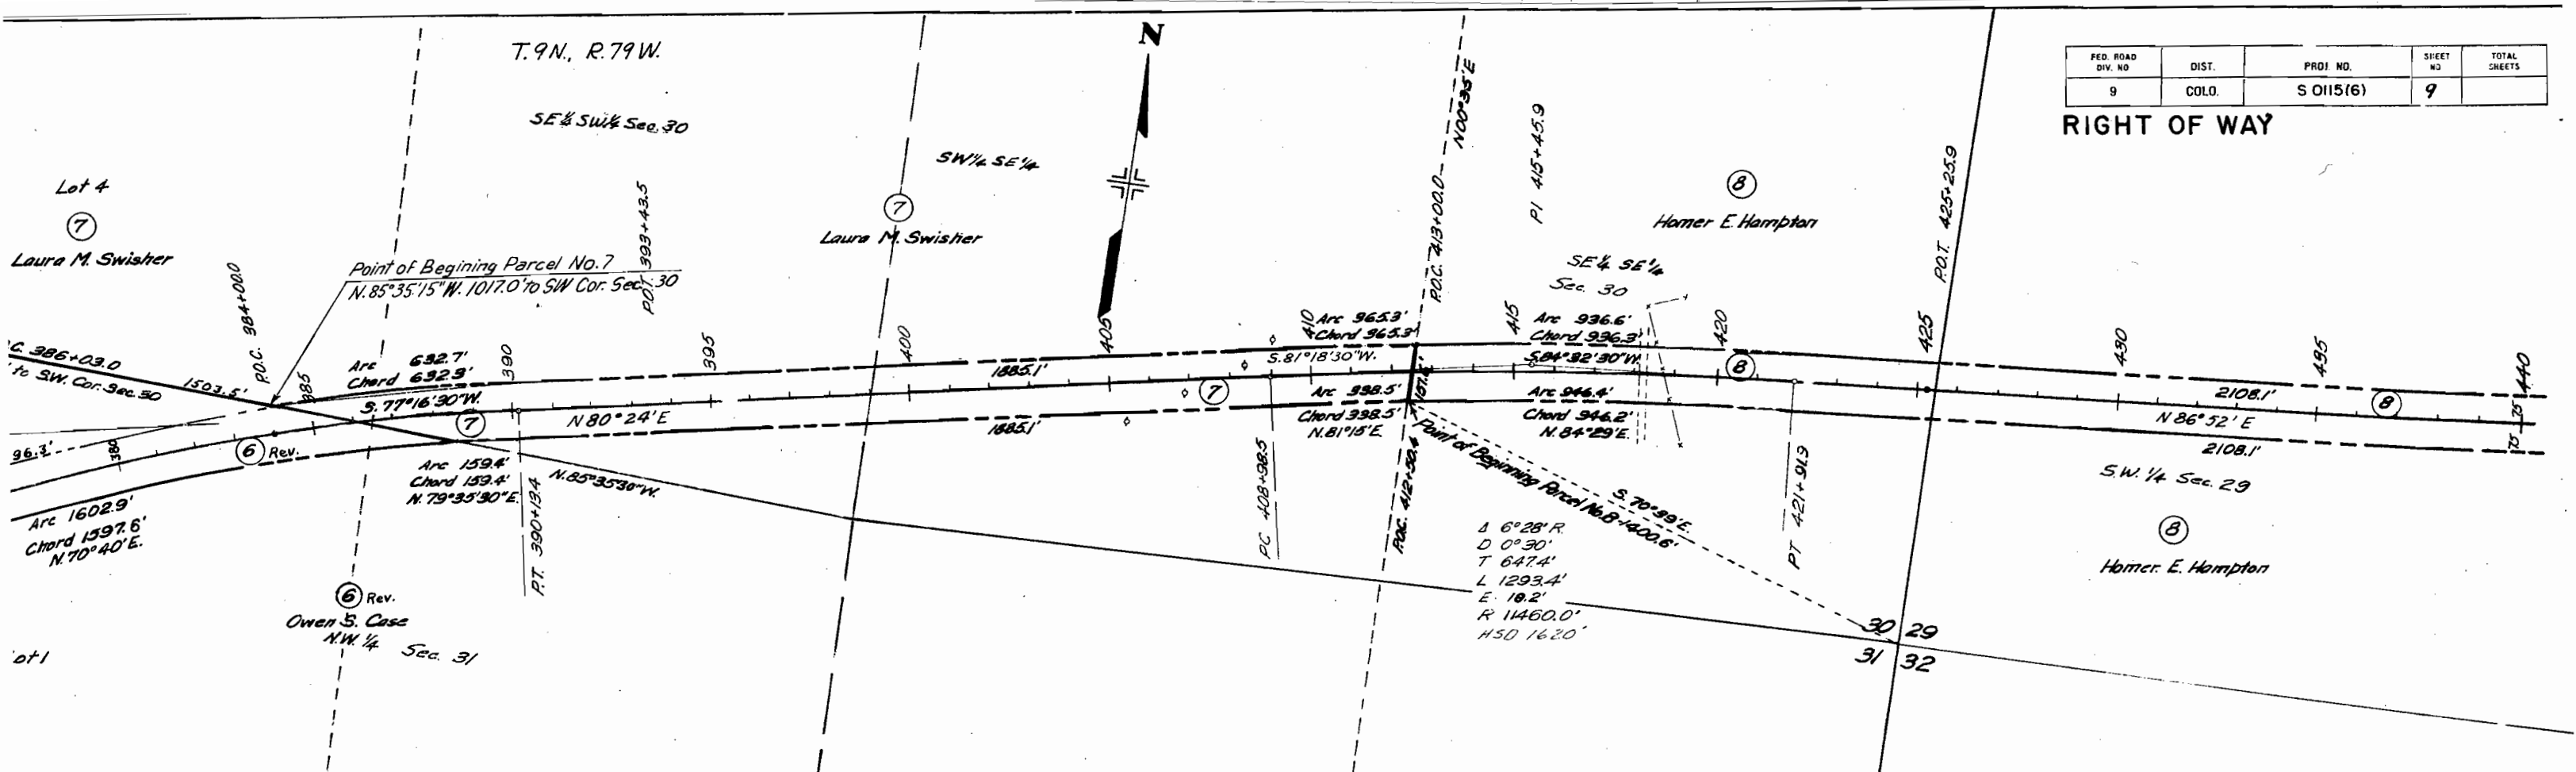 T. 9 N., R. 79 W.
N
FED. ROAD DIV. NO
DIST.
PROJ. NO.
SHEET NO
TOTAL SHEETS
9
COLO.
S 0115(6)
9
RIGHT OF WAY
SE¼ SW¼ Sec. 30
SW¼ SE¼
Lot 4
7
Laura M. Swisher
7
Laura M. Swisher
8
Homer E. Hampton
SE¼ SE¼
Sec. 30
N00°35'E
P.O.C. 413+00.0
PI 415+45.9
P.O.T. 425+25.9
P.O.T. 393+43.5
P.O.C. 384+00.0
Point of Begining Parcel No. 7
N. 85°35'15"W. 1017.0' to SW Cor. Sec. 30
.C. 386+03.0
' to S.W. Cor. Sec. 30
1503.5'
385
Arc 632.7'
Chord 632.3'
S. 77°16'30"W.
390
395
400
405
410
415
420
425
430
435
440
1885.1'
Arc 965.3'
Chord 965.3'
S. 81°18'30"W.
Arc 936.6'
Chord 936.3'
S. 84°32'30"W.
8
2108.1'
8
75
75
N 86°52' E
2108.1'
96.3'
380
6 Rev.
7
N 80°24' E
1885.1'
7
Arc 338.5'
Chord 338.5'
N. 81°15'E.
Arc 946.4'
Chord 946.2'
N. 84°29'E.
Arc 159.4'
Chord 159.4'
N. 79°35'30"E.
N. 85°35'30"W.
Arc 1602.9'
Chord 1597.6'
N. 70°40'E.
P.T. 390+13.4
PC 408+98.5
P.O.C. 412+50.4
Point of Beginning Parcel No. 8-1400.6'
S. 70°39'E.
PT 421+91.9
S.W. ¼ Sec. 29
8
Homer. E. Hampton
Δ 6°28' R
D 0°30'
T 647.4'
L 1293.4'
E. 18.2'
R 11460.0'
HSD 1620'
6 Rev.
Owen S. Case
N.W. ¼ Sec. 31
ot 1
30 29
31 32